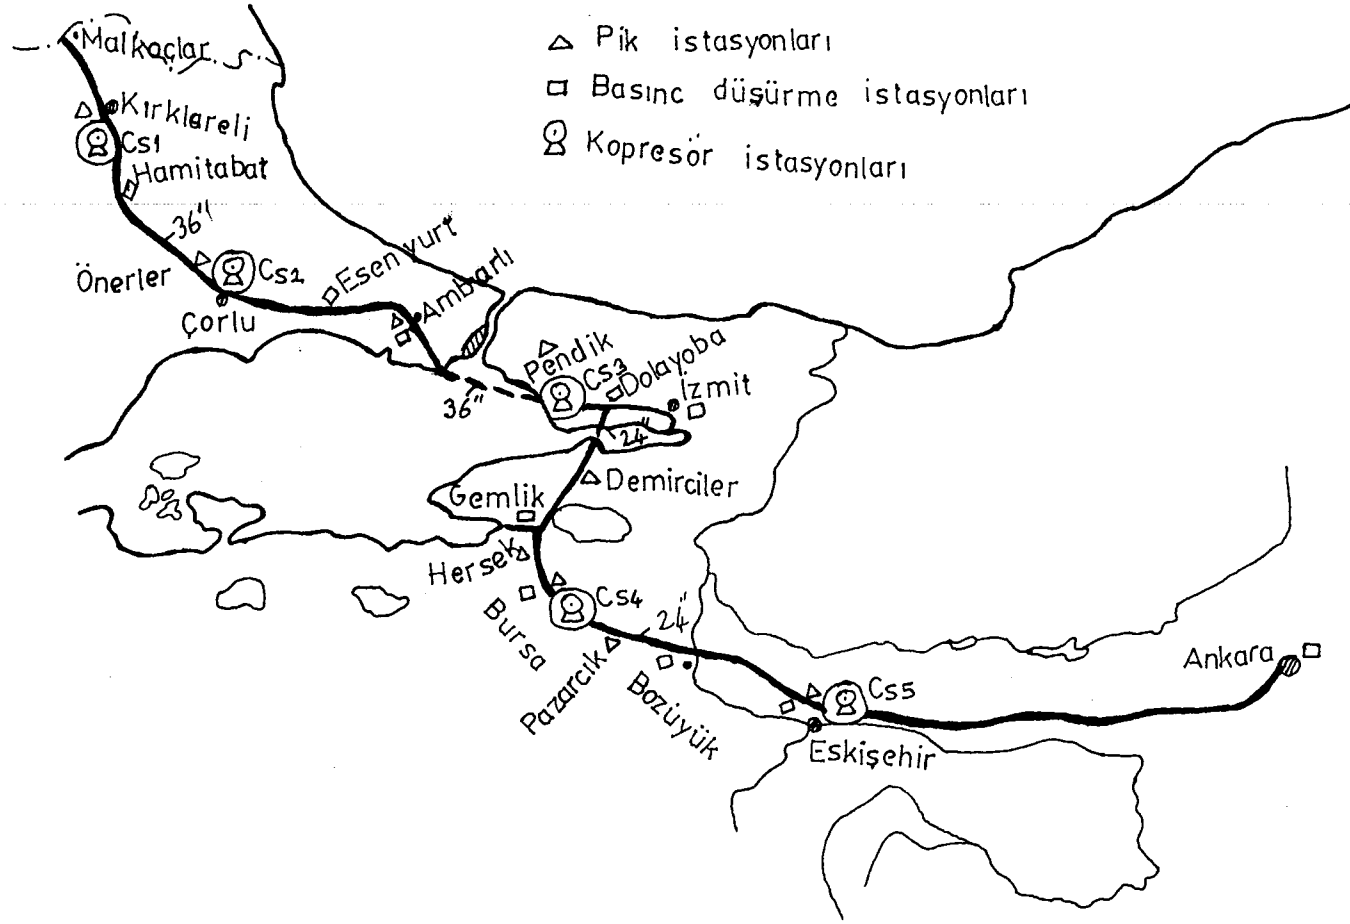 Malkaçlar
Pik istasyonları
Basınc düşürme istasyonları
Kopresör istasyonları
Kırklareli
Cs1
Hamitabat
36"
Önerler
Cs2
Çorlu
Esenyurt
Ambarlı
Pendik
Cs3
Dolayoba
İzmit
36"
24"
Demirciler
Gemlik
Hersek
Bursa
Cs4
24"
Pazarcık
Bozüyük
Cs5
Eskişehir
Ankara